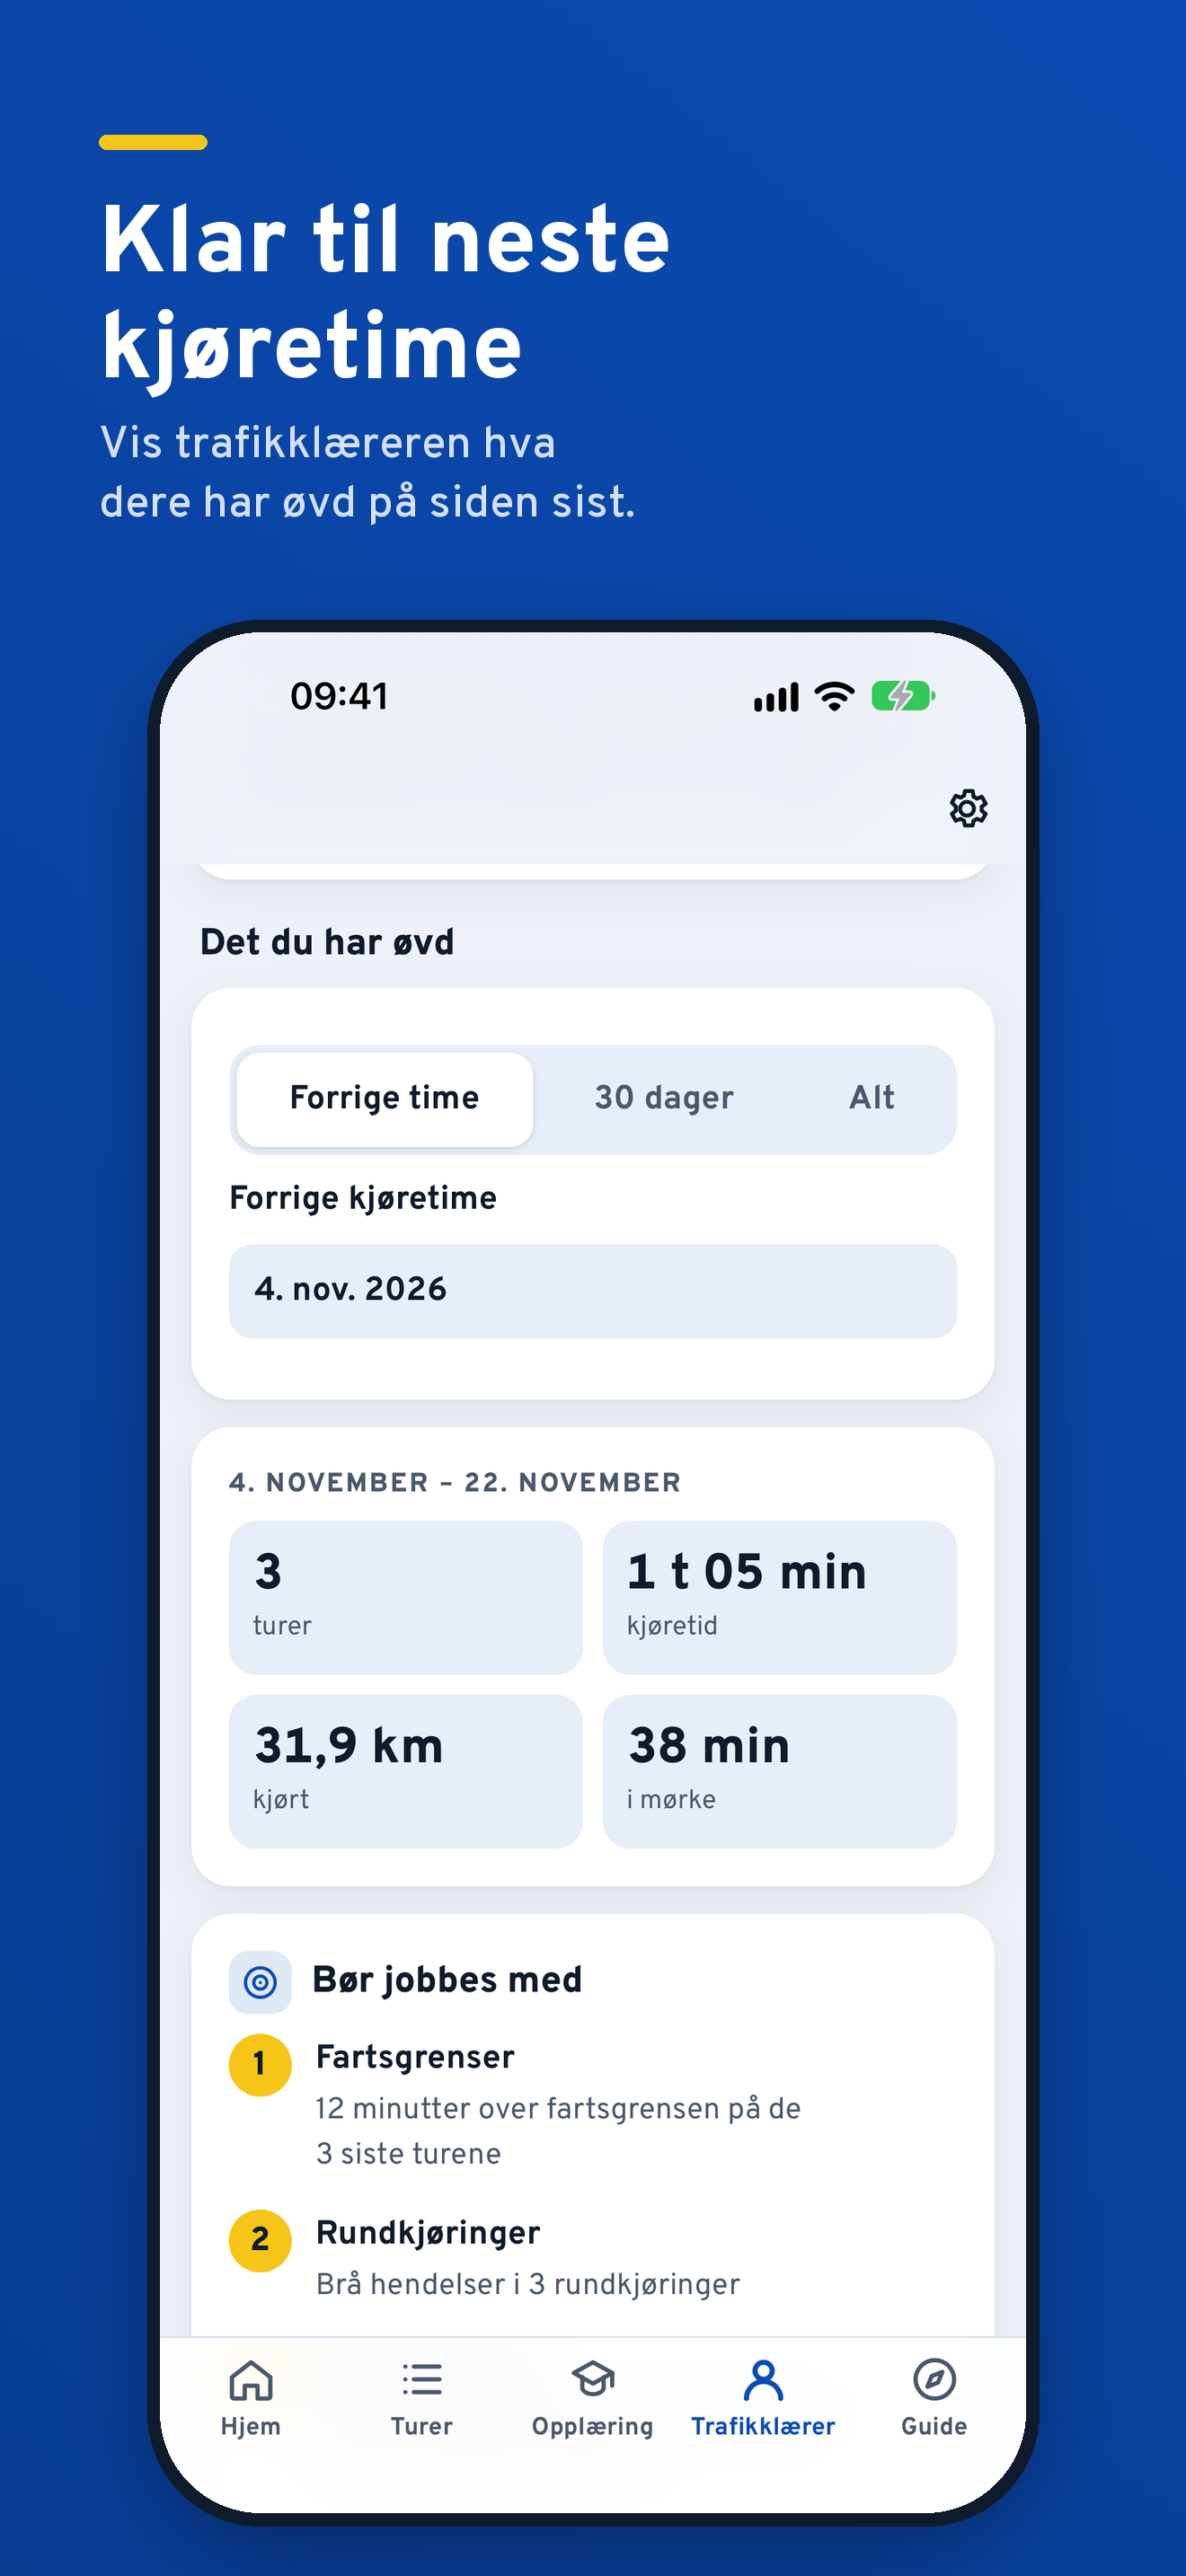 Klar til neste
kjøretime
Vis trafikklæreren hva
dere har øvd på siden sist.
09:41
Det du har øvd
Forrige time
30 dager
Alt
Forrige kjøretime
4. nov. 2026
4. NOVEMBER – 22. NOVEMBER
3
turer
1 t 05 min
kjøretid
31,9 km
kjørt
38 min
i mørke
Bør jobbes med
1
Fartsgrenser
12 minutter over fartsgrensen på de
3 siste turene
2
Rundkjøringer
Brå hendelser i 3 rundkjøringer
Hjem
Turer
Opplæring
Trafikklærer
Guide